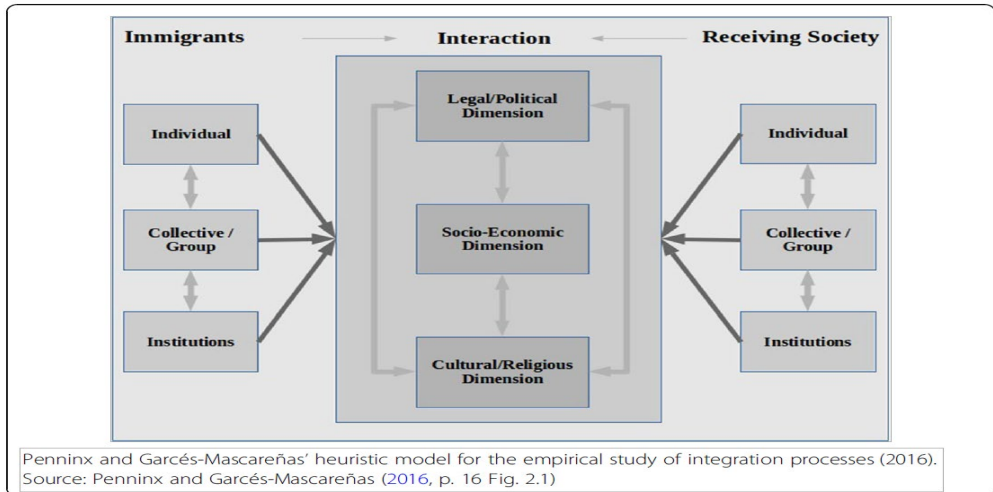 Immigrants
Interaction
Receiving Society
Individual
Collective /
Group
Institutions
Legal/Political
Dimension
Socio-Economic
Dimension
Cultural/Religious
Dimension
Individual
Collective /
Group
Institutions
Penninx and Garcés-Mascareñas' heuristic model for the empirical study of integration processes (2016).
Source: Penninx and Garcés-Mascareñas (2016, p. 16 Fig. 2.1)